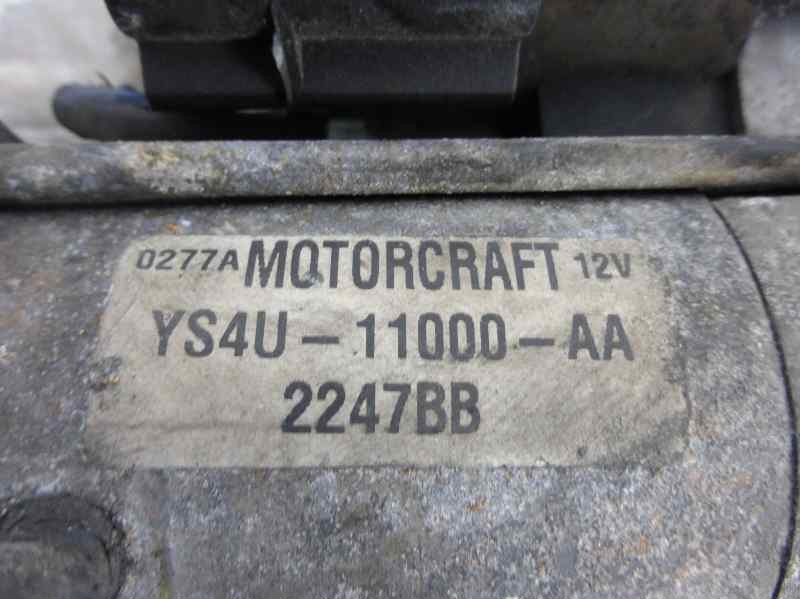 0277A MOTORCRAFT 12V
YS4U-11000-AA
2247BB